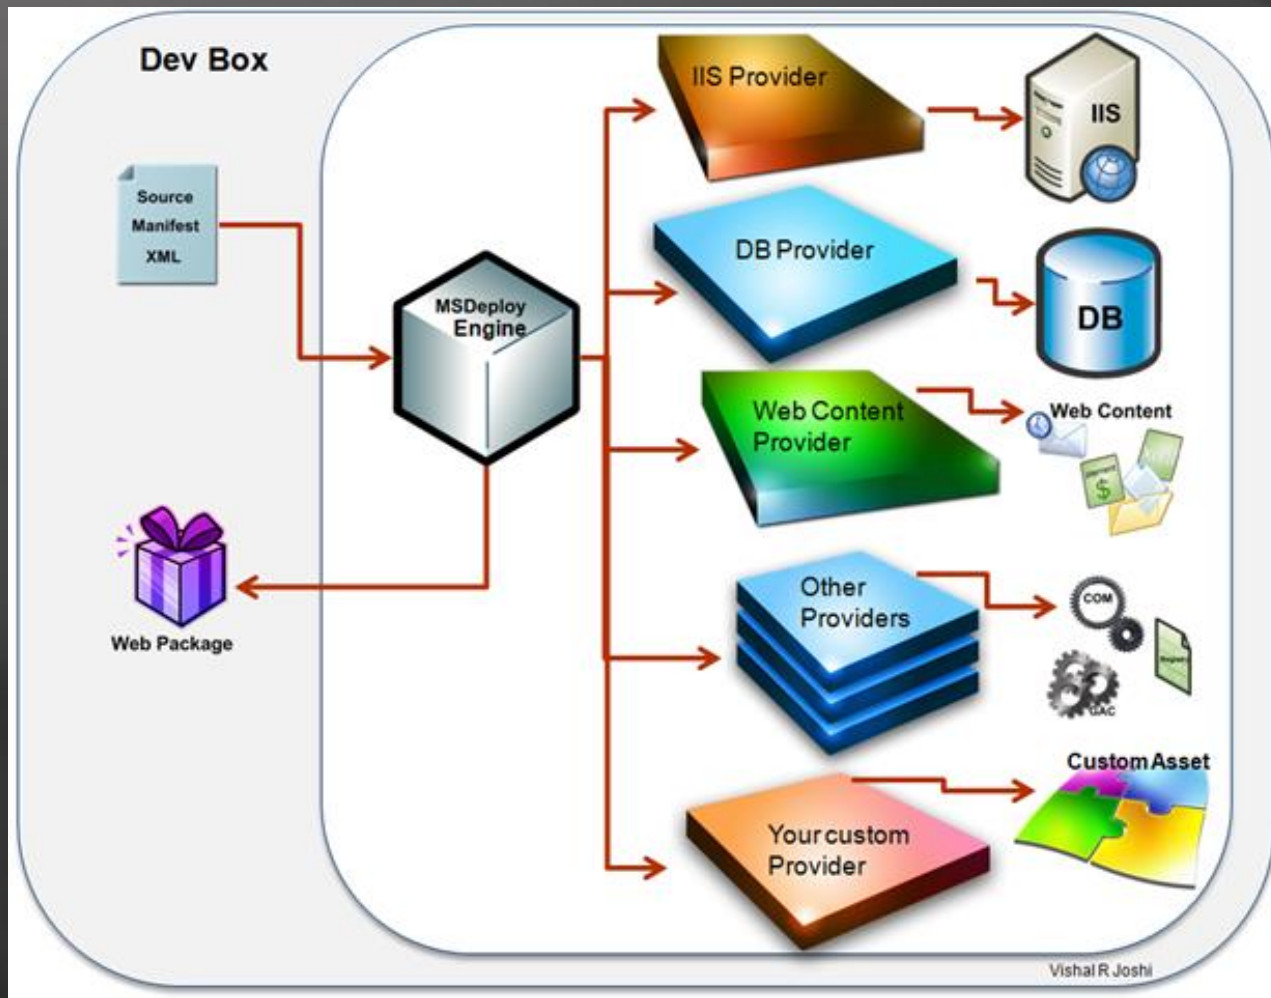 Dev Box
Source
Manifest
XML
MSDeploy
Engine
Web Package
IIS Provider
IIS
DB Provider
DB
Web Content
Provider
Web Content
$
Other
Providers
COM
Registry
GAC
Custom Asset
Your custom
Provider
Vishal R Joshi